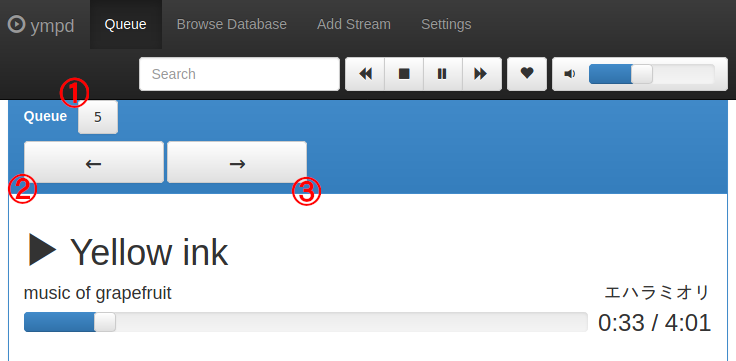 ympd Queue Browse Database Add Stream Settings
Search
①
Queue 5
← →
② ③
Yellow ink
music of grapefruit エハラミオリ
0:33 / 4:01